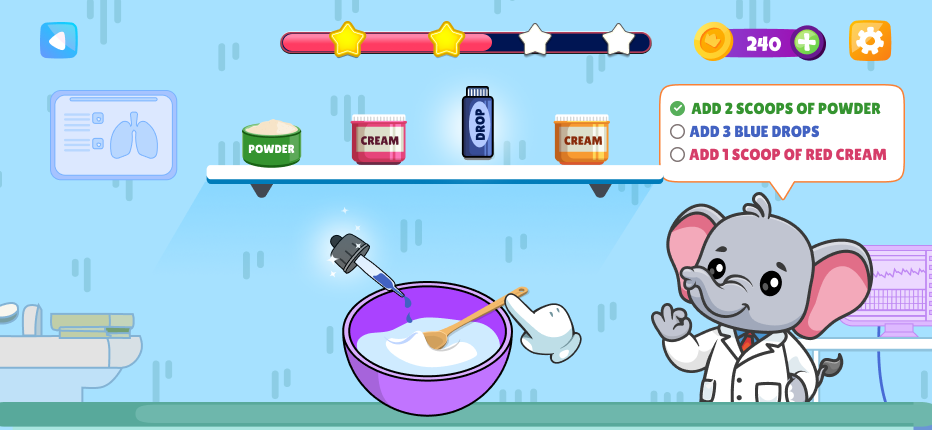 240
ADD 2 SCOOPS OF POWDER
ADD 3 BLUE DROPS
ADD 1 SCOOP OF RED CREAM
POWDER
CREAM
DROP
CREAM